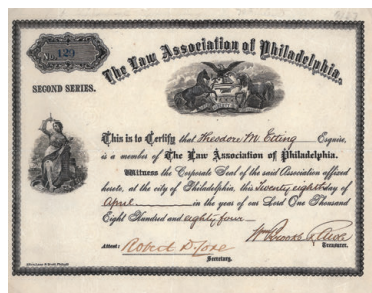 No. 129
The Law Association of Philadelphia.
SECOND SERIES.
This is to Certify that Theodore M. Etting Esquire,
is a member of The Law Association of Philadelphia.
Witness the Corporate Seal of the said Association affixed
hereto, at the city of Philadelphia, this Twenty eighth day of
April in the year of our Lord One Thousand
Eight Hundred and eighty four
Treasurer.
Attest: Robert D. Coxe
Secretary.